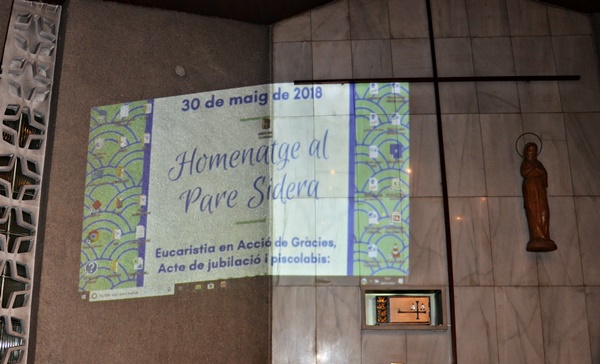 30 de maig de 2018
Homenatge al
Pare Sidera
Eucaristia en Acció de Gràcies,
Acte de jubilació i piscolabis: